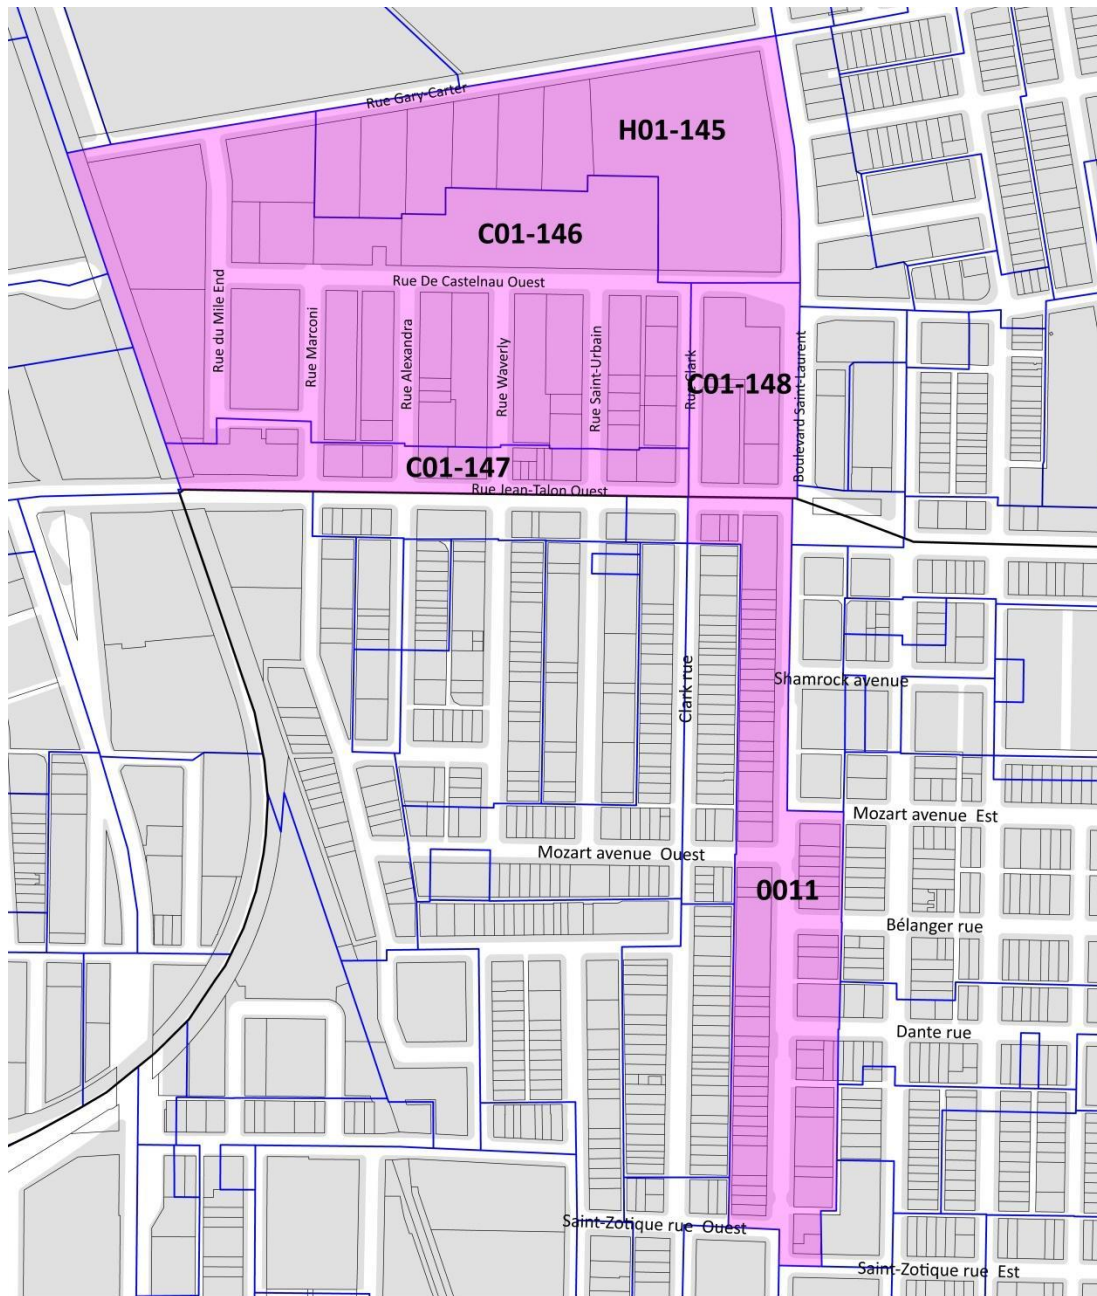 Rue Gary-Carter
H01-145
C01-146
Rue De Castelnau Ouest
Rue du Mile End
Rue Marconi
Rue Alexandra
Rue Waverly
Rue Saint-Urbain
Rue Clark
C01-148
Boulevard Saint-Laurent
C01-147
Rue Jean-Talon Ouest
Clark rue
Shamrock avenue
Mozart avenue Est
Mozart avenue Ouest
0011
Bélanger rue
Dante rue
Saint-Zotique rue Ouest
Saint-Zotique rue Est